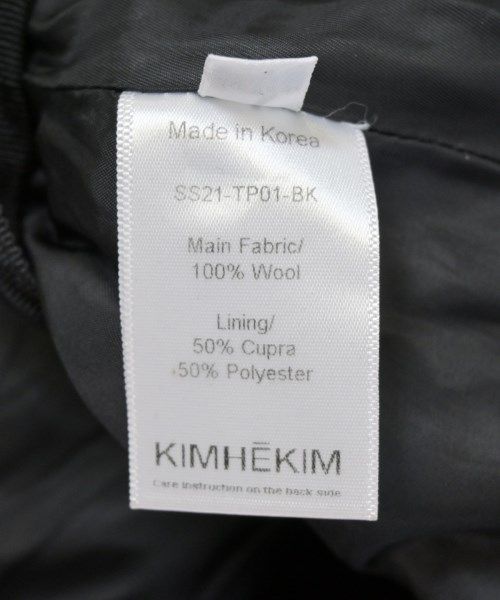 Made in Korea
SS21-TP01-BK
Main Fabric/
100% Wool
Lining/
50% Cupra
50% Polyester
KIMHĒKIM
Care instruction on the back side